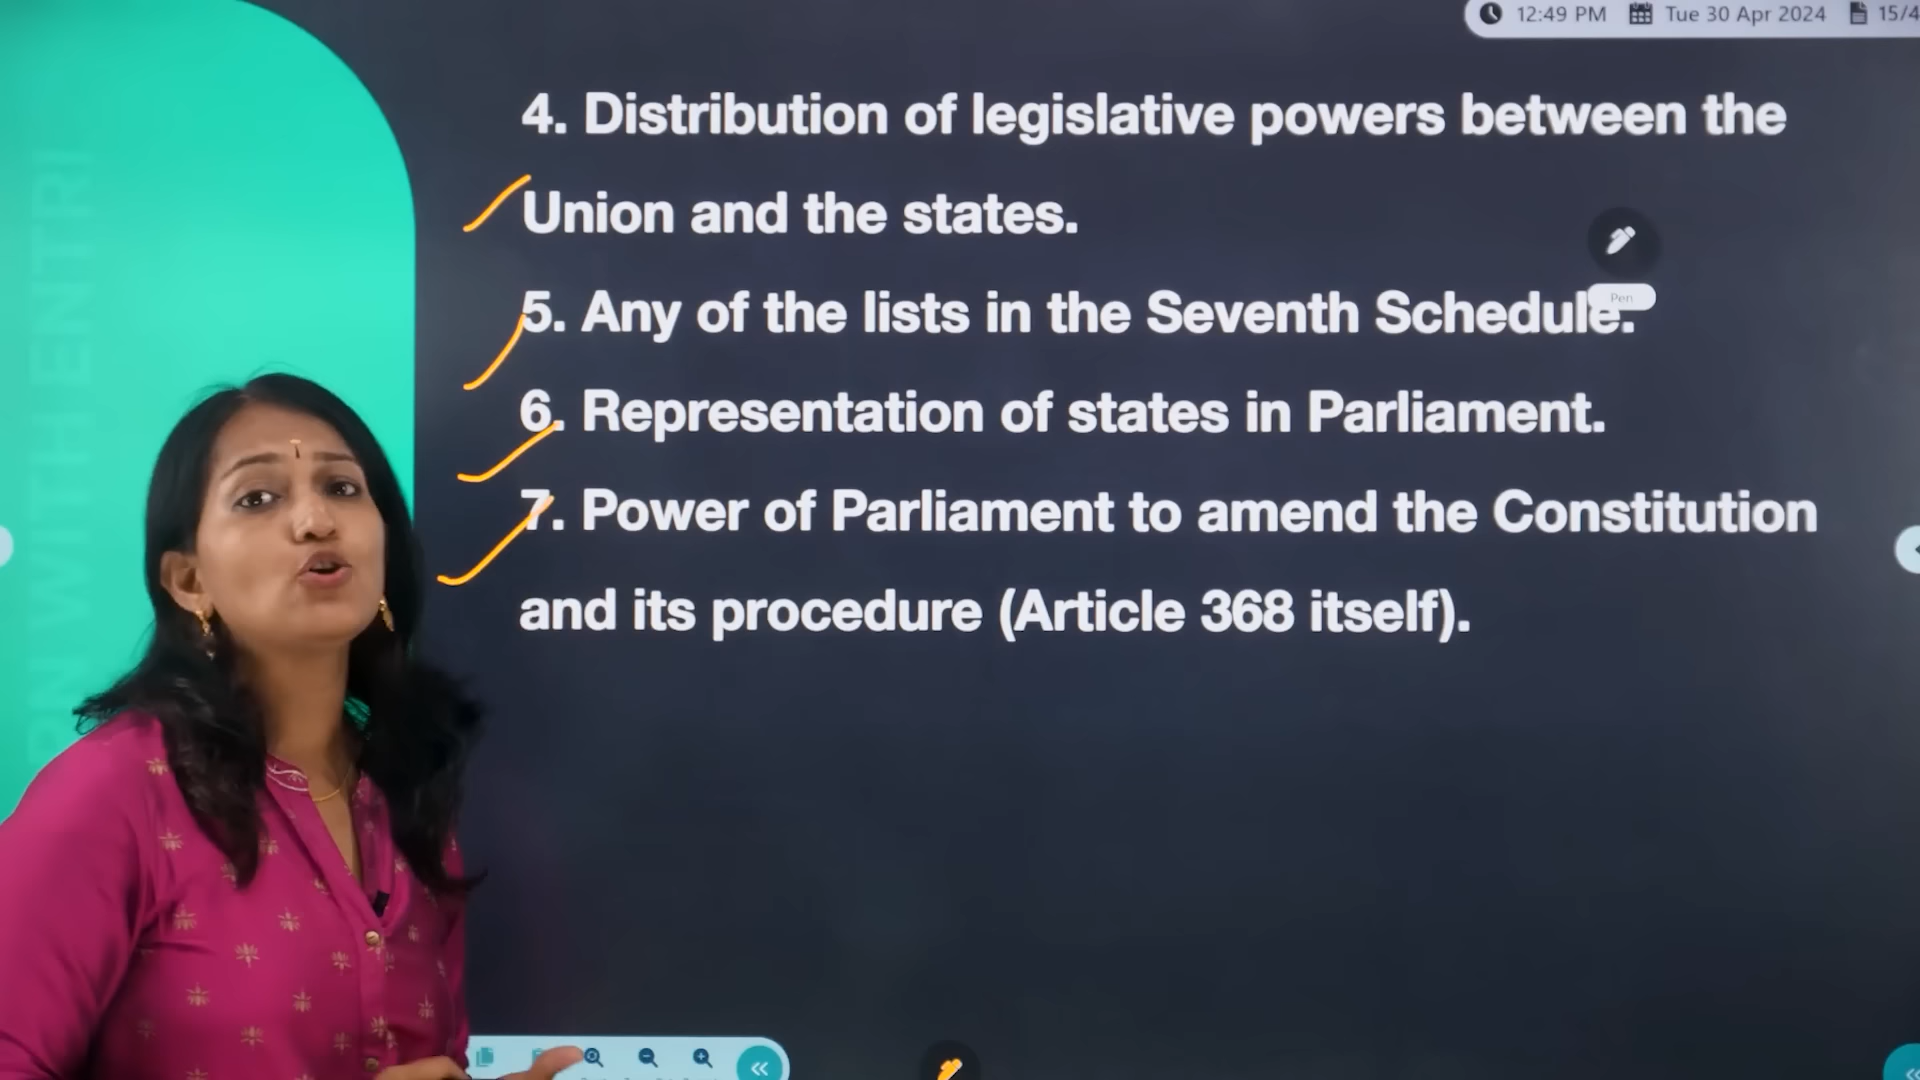 12:49 PM Tue 30 Apr 2024 15/4
4. Distribution of legislative powers between the
Union and the states.
5. Any of the lists in the Seventh Schedule.
Pen
6. Representation of states in Parliament.
7. Power of Parliament to amend the Constitution
and its procedure (Article 368 itself).
WITH ENTRI